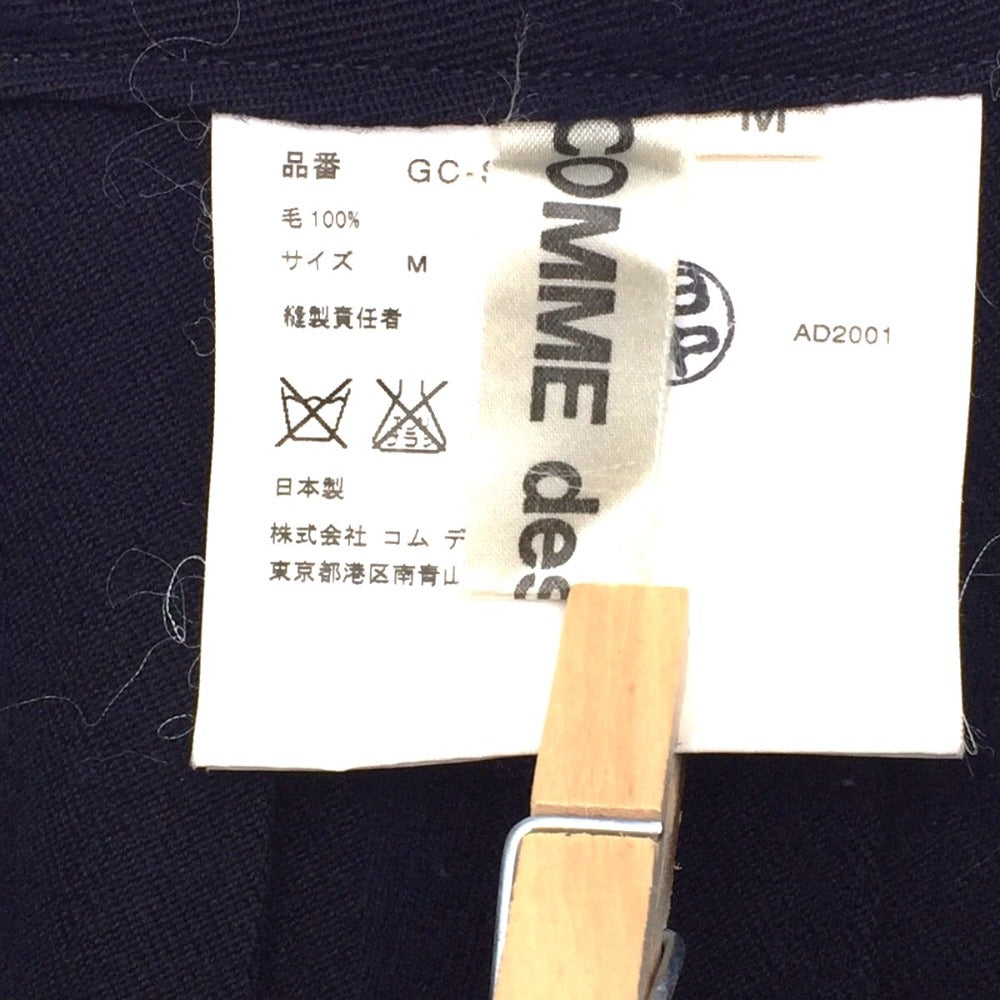 品番 GC-S
毛 100%
サイズ M
縫製責任者
日本製
株式会社 コム デ
東京都港区南青山
COMME des
M
AD2001